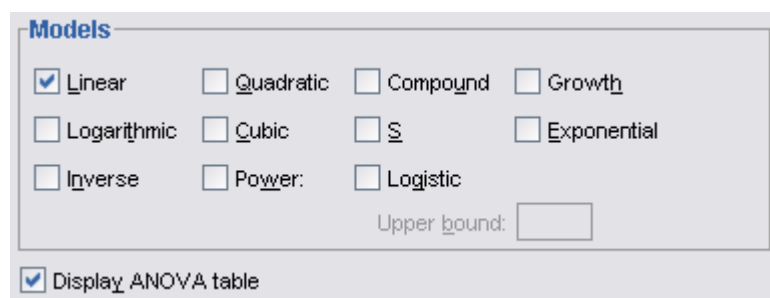 Models
Linear Quadratic Compound Growth
Logarithmic Cubic S Exponential
Inverse Power: Logistic
Upper bound:
Display ANOVA table